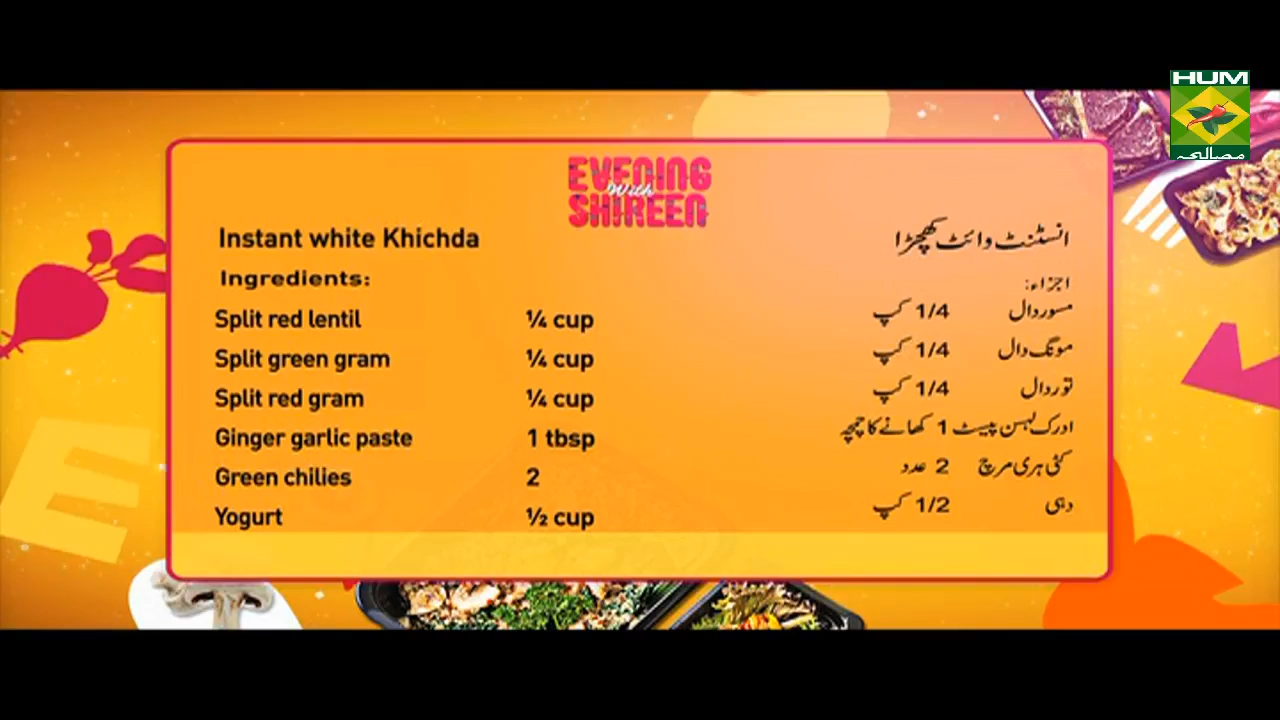 HUM
مصالحہ
EVENING
With
SHIREEN
Instant white Khichda انسٹنٹ وائٹ کھچڑا
Ingredients: اجزاء:
Split red lentil ¼ cup مسور دال 1/4 کپ
Split green gram ¼ cup مونگ دال 1/4 کپ
Split red gram ¼ cup تور دال 1/4 کپ
Ginger garlic paste 1 tbsp ادرک لہسن پیسٹ 1 کھانے کا چمچہ
Green chilies 2 کٹی ہری مرچ 2 عدد
Yogurt ½ cup دہی 1/2 کپ